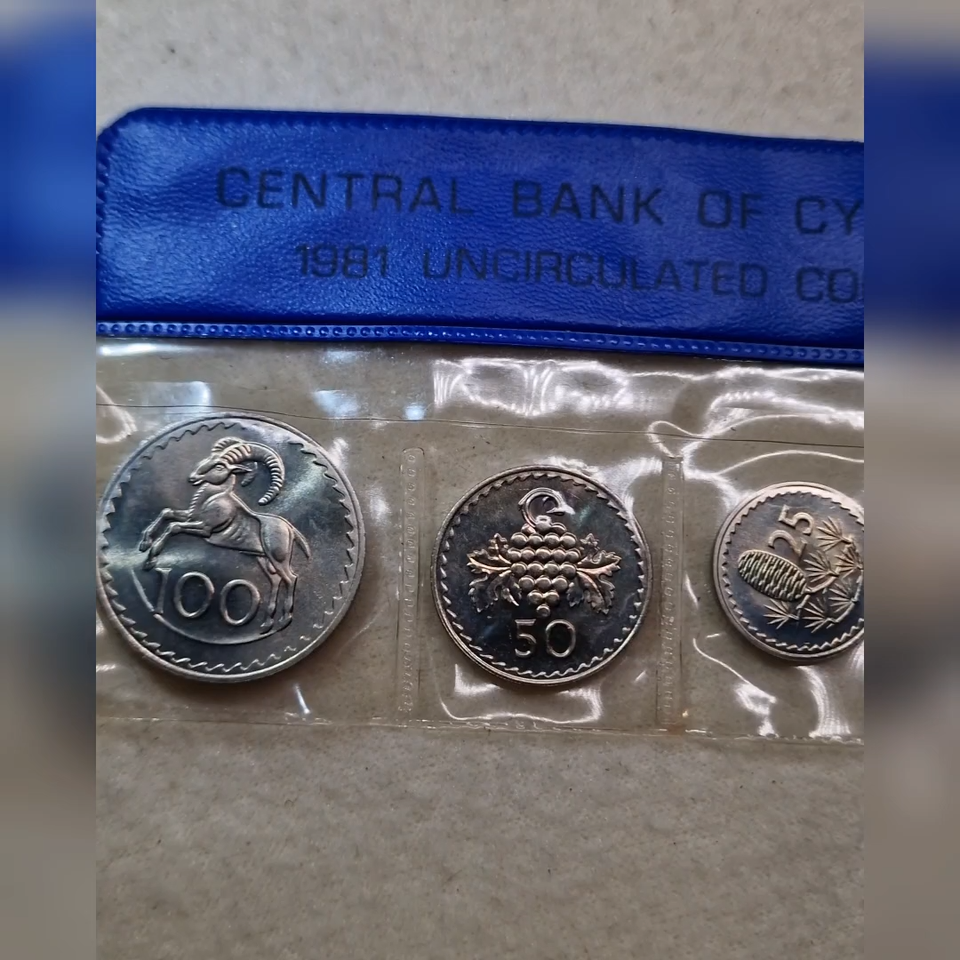 CENTRAL BANK OF CY
1981 UNCIRCULATED CO
100
50
25